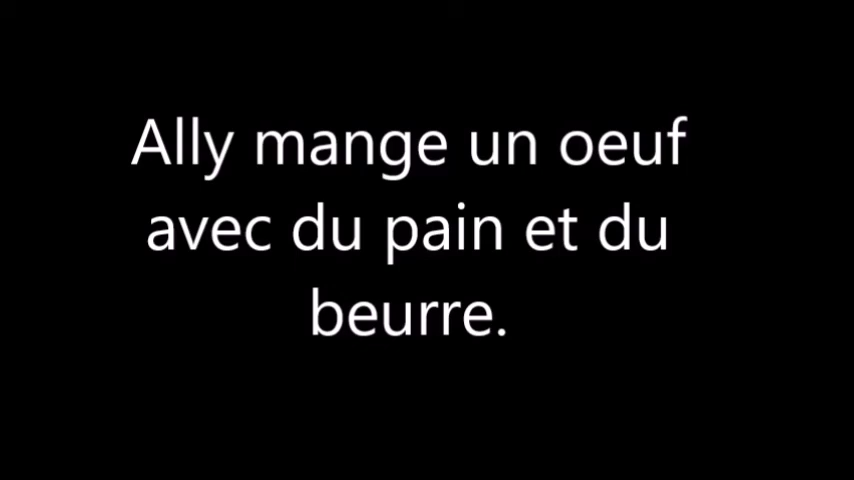 Ally mange un oeuf
avec du pain et du
beurre.